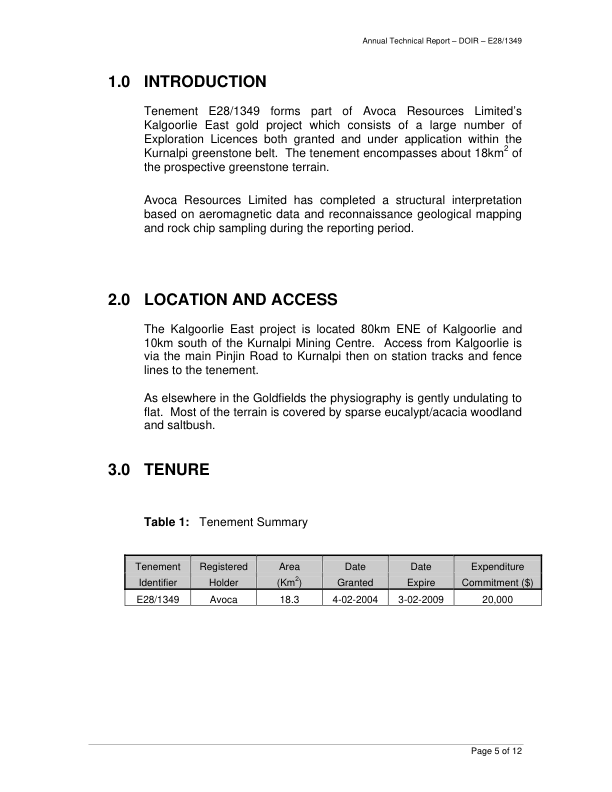 Annual Technical Report – DOIR – E28/1349
1.0 INTRODUCTION
Tenement E28/1349 forms part of Avoca Resources Limited's
Kalgoorlie East gold project which consists of a large number of
Exploration Licences both granted and under application within the
Kurnalpi greenstone belt. The tenement encompasses about 18km² of
the prospective greenstone terrain.
Avoca Resources Limited has completed a structural interpretation
based on aeromagnetic data and reconnaissance geological mapping
and rock chip sampling during the reporting period.
2.0 LOCATION AND ACCESS
The Kalgoorlie East project is located 80km ENE of Kalgoorlie and
10km south of the Kurnalpi Mining Centre. Access from Kalgoorlie is
via the main Pinjin Road to Kurnalpi then on station tracks and fence
lines to the tenement.
As elsewhere in the Goldfields the physiography is gently undulating to
flat. Most of the terrain is covered by sparse eucalypt/acacia woodland
and saltbush.
3.0 TENURE
Table 1: Tenement Summary
Tenement Registered Area Date Date Expenditure
Identifier Holder (Km²) Granted Expire Commitment ($)
E28/1349 Avoca 18.3 4-02-2004 3-02-2009 20,000
Page 5 of 12